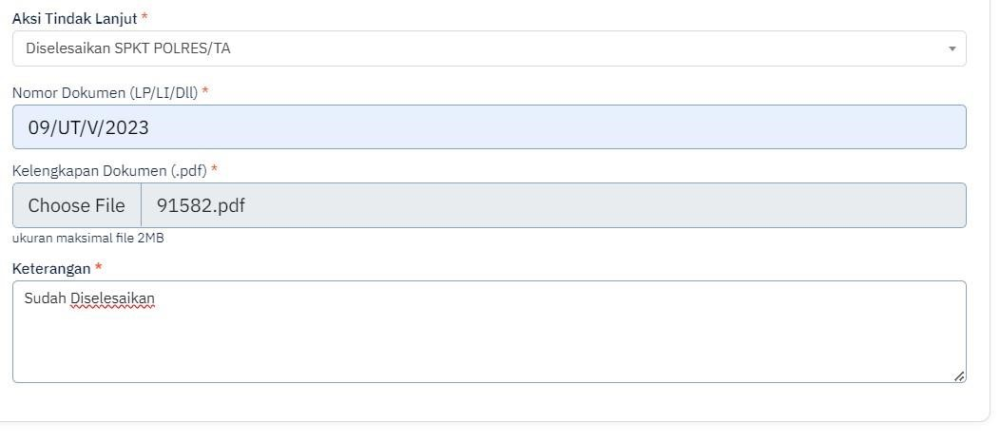 Aksi Tindak Lanjut *
Diselesaikan SPKT POLRES/TA
Nomor Dokumen (LP/LI/Dll) *
09/UT/V/2023
Kelengkapan Dokumen (.pdf) *
Choose File 91582.pdf
ukuran maksimal file 2MB
Keterangan *
Sudah Diselesaikan